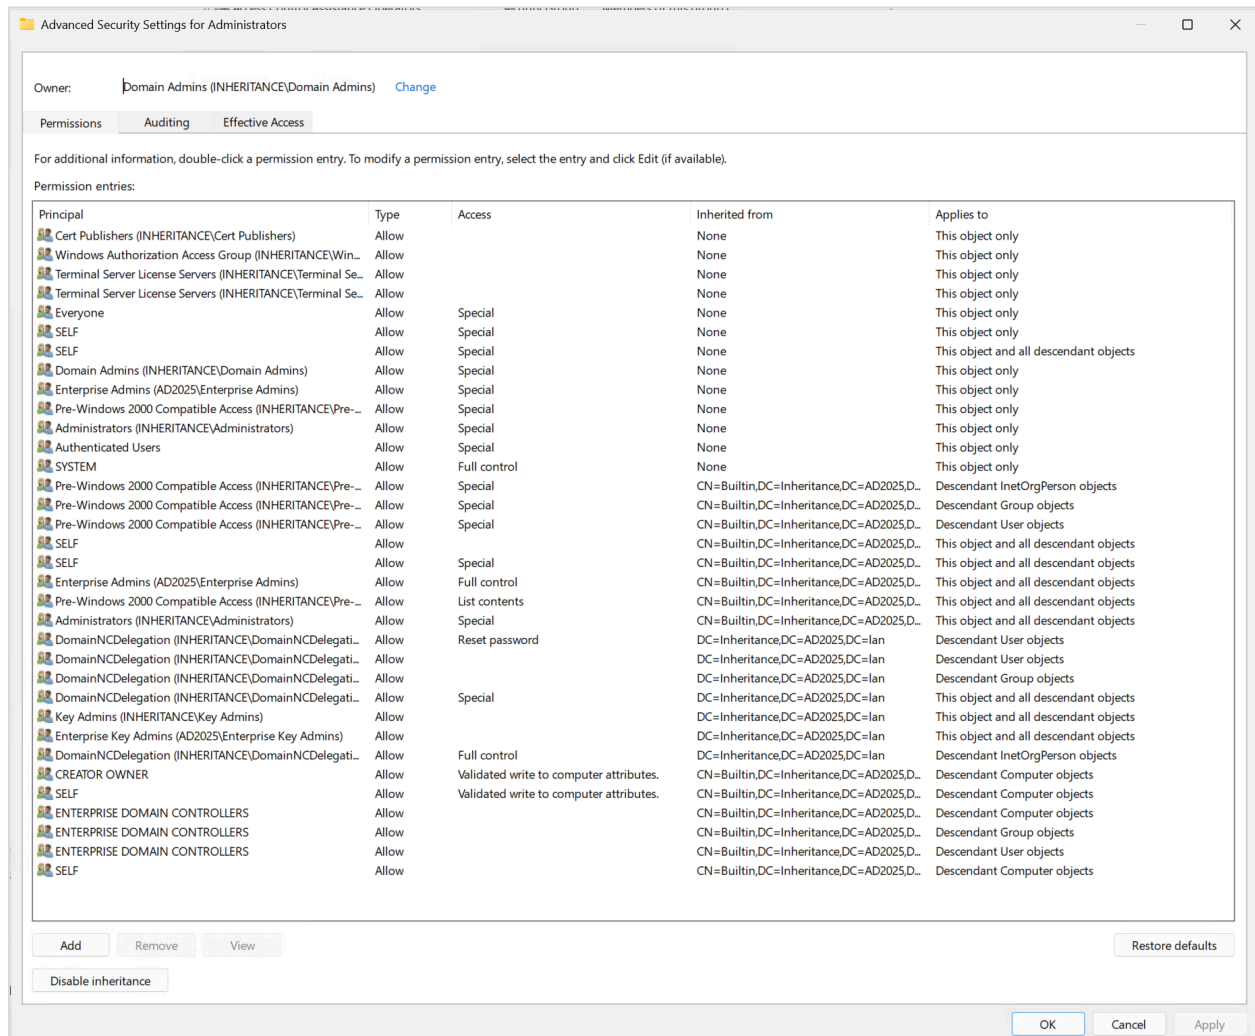 Advanced Security Settings for Administrators
Owner: Domain Admins (INHERITANCE\Domain Admins) Change
Permissions Auditing Effective Access
For additional information, double-click a permission entry. To modify a permission entry, select the entry and click Edit (if available).
Permission entries:
Principal Type Access Inherited from Applies to
Cert Publishers (INHERITANCE\Cert Publishers) Allow None This object only
Windows Authorization Access Group (INHERITANCE\Win... Allow None This object only
Terminal Server License Servers (INHERITANCE\Terminal Se... Allow None This object only
Terminal Server License Servers (INHERITANCE\Terminal Se... Allow None This object only
Everyone Allow Special None This object only
SELF Allow Special None This object only
SELF Allow Special None This object and all descendant objects
Domain Admins (INHERITANCE\Domain Admins) Allow Special None This object only
Enterprise Admins (AD2025\Enterprise Admins) Allow Special None This object only
Pre-Windows 2000 Compatible Access (INHERITANCE\Pre-... Allow Special None This object only
Administrators (INHERITANCE\Administrators) Allow Special None This object only
Authenticated Users Allow Special None This object only
SYSTEM Allow Full control None This object only
Pre-Windows 2000 Compatible Access (INHERITANCE\Pre-... Allow Special CN=Builtin,DC=Inheritance,DC=AD2025,D... Descendant InetOrgPerson objects
Pre-Windows 2000 Compatible Access (INHERITANCE\Pre-... Allow Special CN=Builtin,DC=Inheritance,DC=AD2025,D... Descendant Group objects
Pre-Windows 2000 Compatible Access (INHERITANCE\Pre-... Allow Special CN=Builtin,DC=Inheritance,DC=AD2025,D... Descendant User objects
SELF Allow CN=Builtin,DC=Inheritance,DC=AD2025,D... This object and all descendant objects
SELF Allow Special CN=Builtin,DC=Inheritance,DC=AD2025,D... This object and all descendant objects
Enterprise Admins (AD2025\Enterprise Admins) Allow Full control CN=Builtin,DC=Inheritance,DC=AD2025,D... This object and all descendant objects
Pre-Windows 2000 Compatible Access (INHERITANCE\Pre-... Allow List contents CN=Builtin,DC=Inheritance,DC=AD2025,D... This object and all descendant objects
Administrators (INHERITANCE\Administrators) Allow Special CN=Builtin,DC=Inheritance,DC=AD2025,D... This object and all descendant objects
DomainNCDelegation (INHERITANCE\DomainNCDelegati... Allow Reset password DC=Inheritance,DC=AD2025,DC=lan Descendant User objects
DomainNCDelegation (INHERITANCE\DomainNCDelegati... Allow DC=Inheritance,DC=AD2025,DC=lan Descendant User objects
DomainNCDelegation (INHERITANCE\DomainNCDelegati... Allow DC=Inheritance,DC=AD2025,DC=lan Descendant Group objects
DomainNCDelegation (INHERITANCE\DomainNCDelegati... Allow Special DC=Inheritance,DC=AD2025,DC=lan This object and all descendant objects
Key Admins (INHERITANCE\Key Admins) Allow DC=Inheritance,DC=AD2025,DC=lan This object and all descendant objects
Enterprise Key Admins (AD2025\Enterprise Key Admins) Allow DC=Inheritance,DC=AD2025,DC=lan This object and all descendant objects
DomainNCDelegation (INHERITANCE\DomainNCDelegati... Allow Full control DC=Inheritance,DC=AD2025,DC=lan Descendant InetOrgPerson objects
CREATOR OWNER Allow Validated write to computer attributes. CN=Builtin,DC=Inheritance,DC=AD2025,D... Descendant Computer objects
SELF Allow Validated write to computer attributes. CN=Builtin,DC=Inheritance,DC=AD2025,D... Descendant Computer objects
ENTERPRISE DOMAIN CONTROLLERS Allow CN=Builtin,DC=Inheritance,DC=AD2025,D... Descendant Computer objects
ENTERPRISE DOMAIN CONTROLLERS Allow CN=Builtin,DC=Inheritance,DC=AD2025,D... Descendant Group objects
ENTERPRISE DOMAIN CONTROLLERS Allow CN=Builtin,DC=Inheritance,DC=AD2025,D... Descendant User objects
SELF Allow CN=Builtin,DC=Inheritance,DC=AD2025,D... Descendant Computer objects
Add Remove View Restore defaults
Disable inheritance
OK Cancel Apply